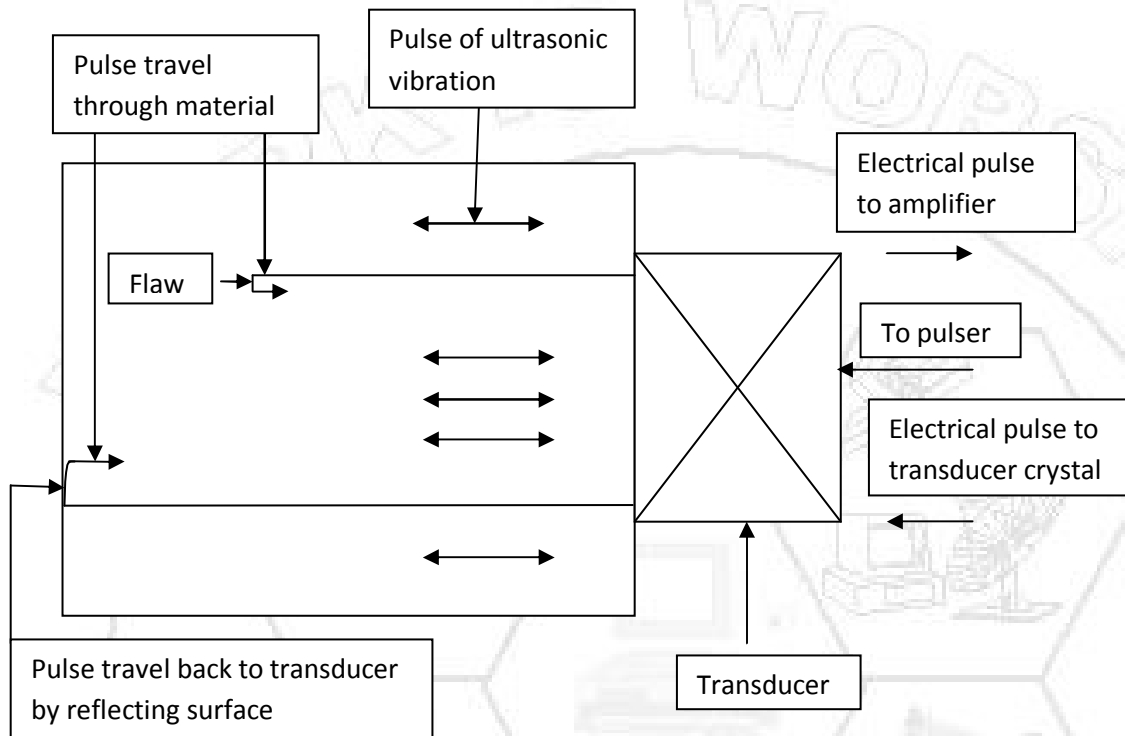 Pulse travel
through material
Pulse of ultrasonic
vibration
Electrical pulse
to amplifier
Flaw
To pulser
Electrical pulse to
transducer crystal
Pulse travel back to transducer
by reflecting surface
Transducer